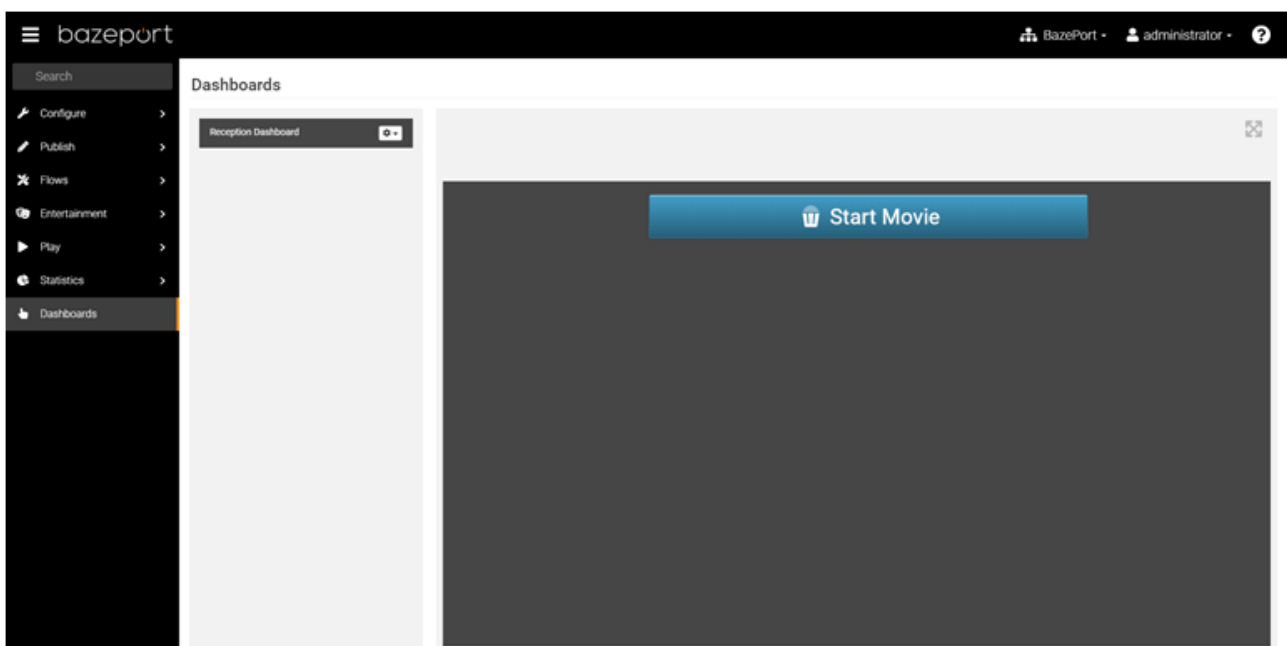 bazeport
BazePort
administrator
?
Search
Configure
Publish
Flows
Entertainment
Play
Statistics
Dashboards
Dashboards
Reception Dashboard
Start Movie